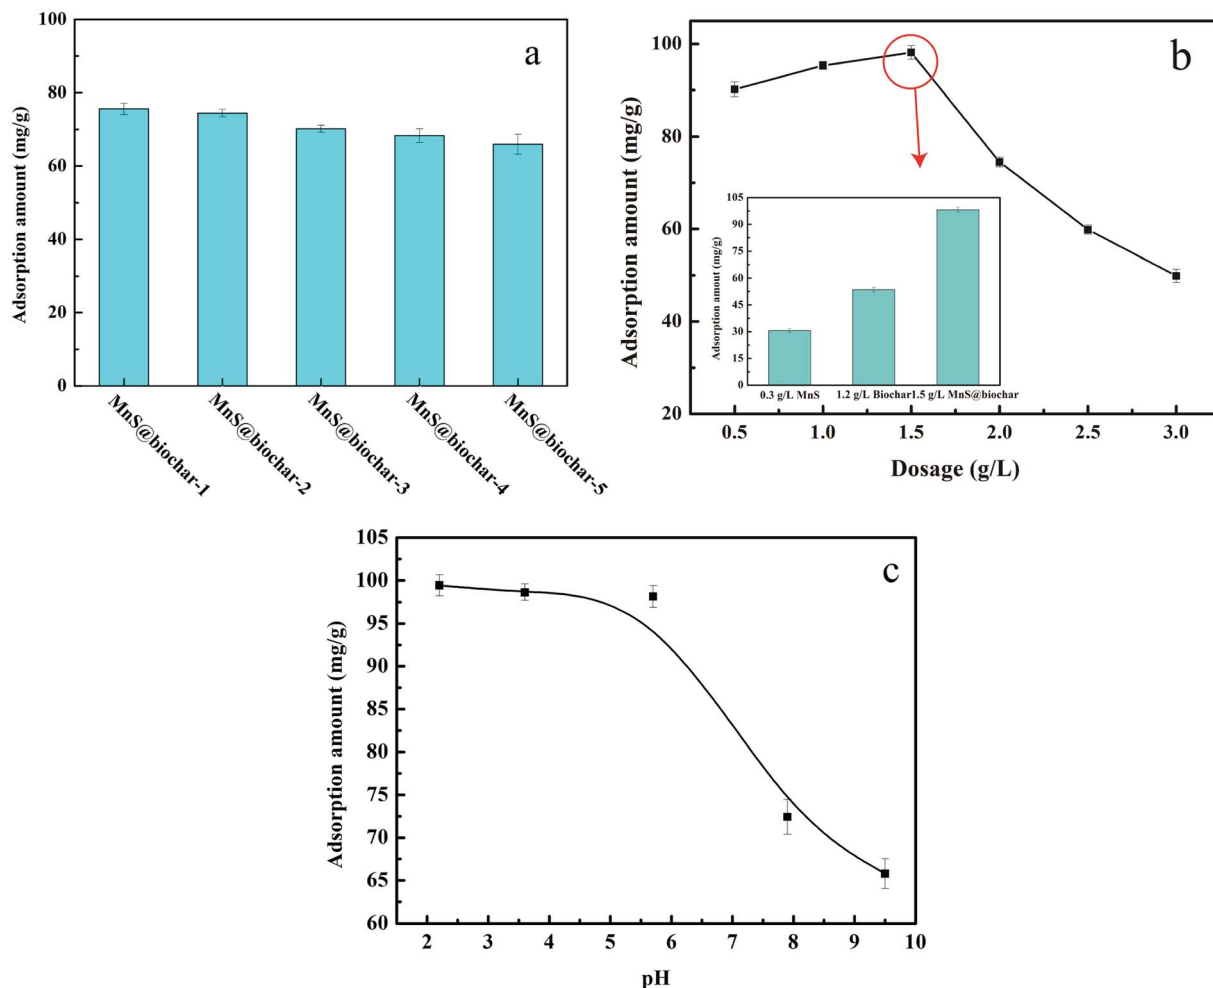 a
Adsorption amount (mg/g)
100
80
60
40
20
0
MnS@biochar-1
MnS@biochar-2
MnS@biochar-3
MnS@biochar-4
MnS@biochar-5
b
Adsorption amount (mg/g)
100
80
60
40
20
0.5 1.0 1.5 2.0 2.5 3.0
Dosage (g/L)
Adsorption amout (mg/g)
105
90
75
60
45
30
15
0
0.3 g/L MnS 1.2 g/L Biochar 1.5 g/L MnS@biochar
c
Adsorption amount (mg/g)
105
100
95
90
85
80
75
70
65
60
2 3 4 5 6 7 8 9 10
pH